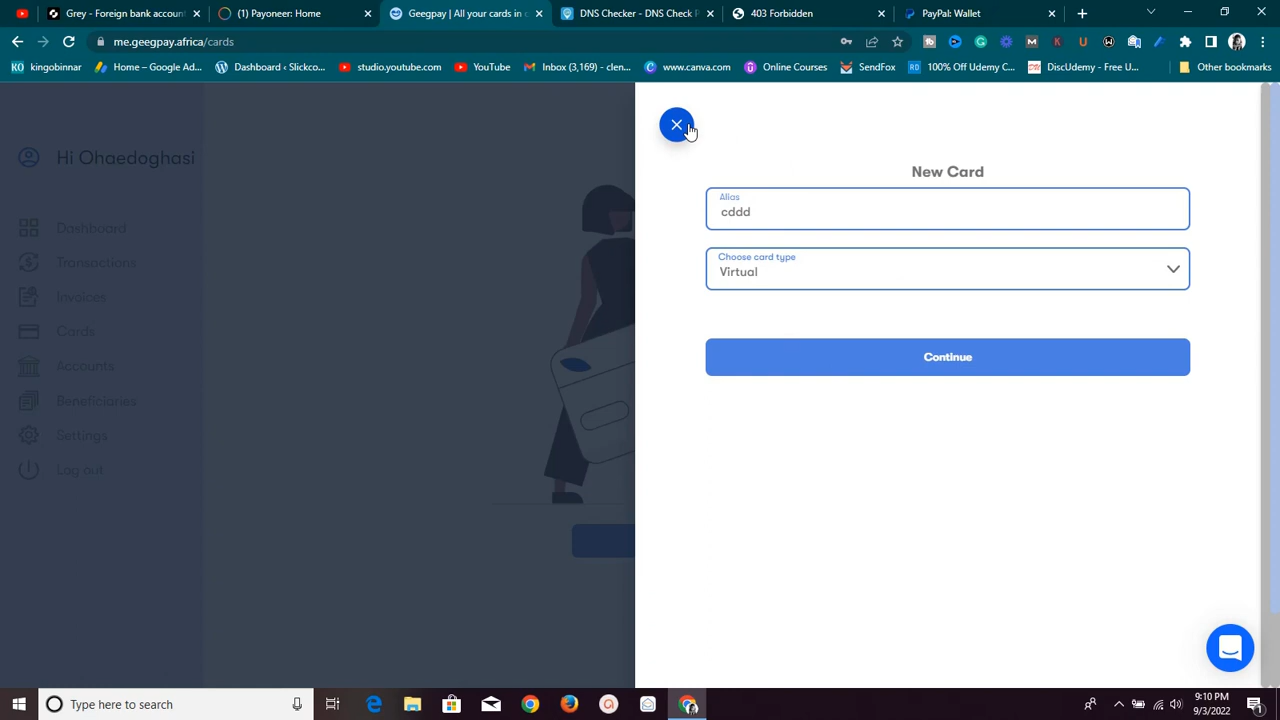 Grey - Foreign bank accoun
(1) Payoneer: Home
Geegpay | All your cards in o
DNS Checker - DNS Check P
403 Forbidden
PayPal: Wallet
me.geegpay.africa/cards
KO kingobinnar
Home – Google Ad...
Dashboard ‹ Slickco...
studio.youtube.com
YouTube
Inbox (3,169) - clen...
www.canva.com
Online Courses
SendFox
RD 100% Off Udemy C...
DiscUdemy - Free U...
Other bookmarks
Hi Ohaedoghasi
Dashboard
Transactions
Invoices
Cards
Accounts
Beneficiaries
Settings
Log out
New Card
Alias
cddd
Choose card type
Virtual
Continue
Type here to search
9:10 PM
9/3/2022